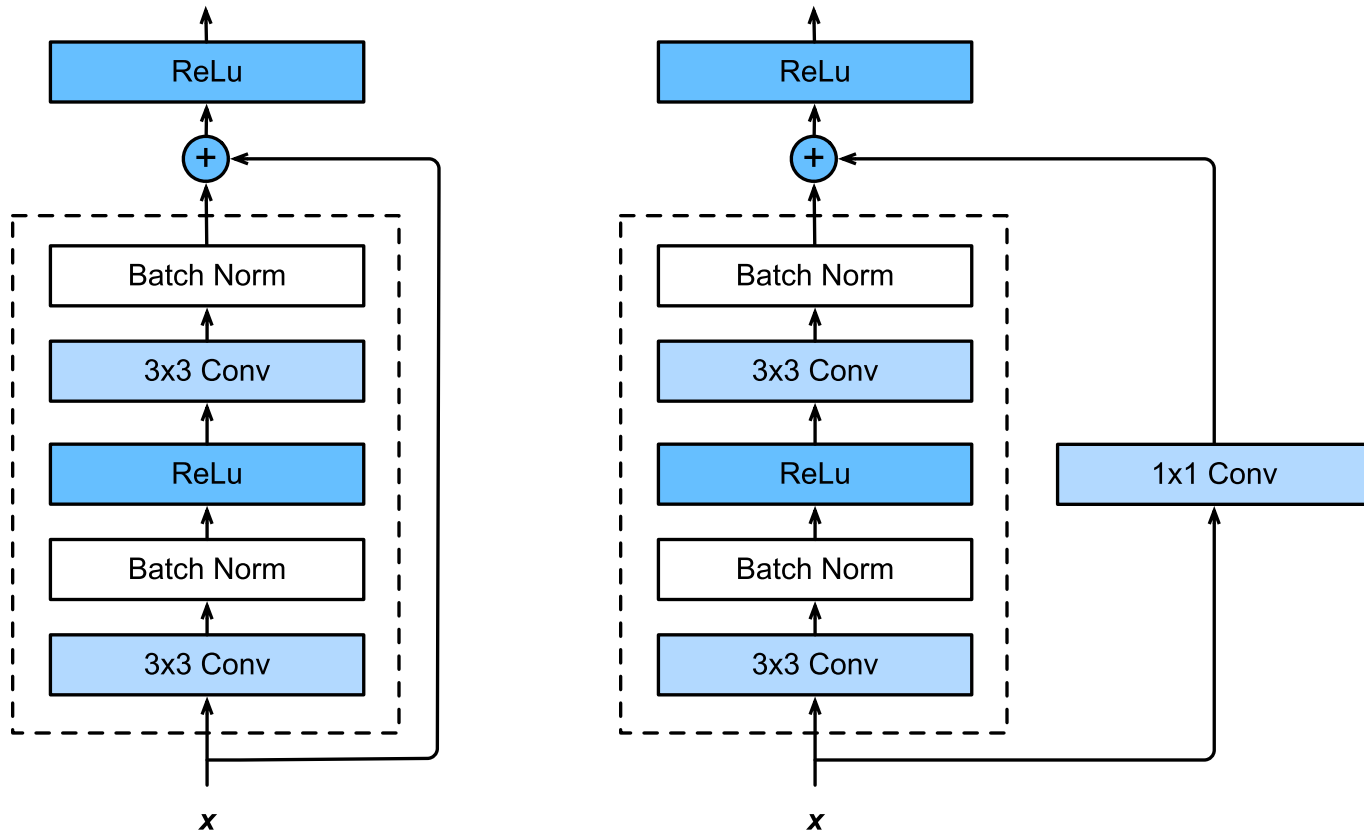 ReLu
+
Batch Norm
3x3 Conv
ReLu
Batch Norm
3x3 Conv
x
ReLu
+
Batch Norm
3x3 Conv
ReLu
Batch Norm
3x3 Conv
1x1 Conv
x